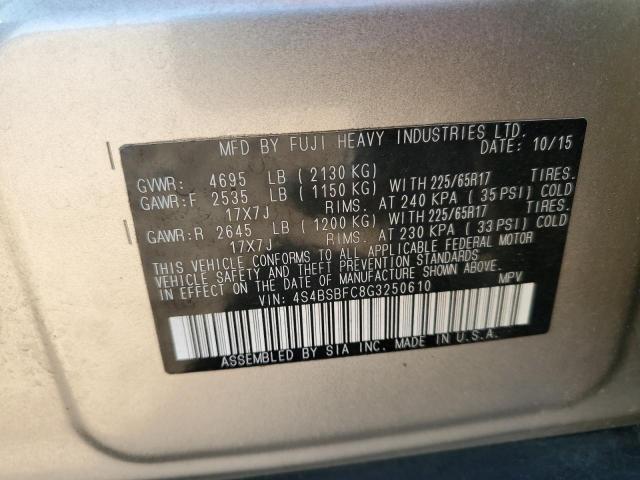 MFD BY FUJI HEAVY INDUSTRIES LTD.
DATE: 10/15
GVWR: 4695 LB (2130 KG)
GAWR:F 2535 LB (1150 KG) WITH 225/65R17 TIRES.
17X7J RIMS. AT 240 KPA (35 PSI) COLD
GAWR:R 2645 LB (1200 KG) WITH 225/65R17 TIRES.
17X7J RIMS. AT 230 KPA (33 PSI) COLD
THIS VEHICLE CONFORMS TO ALL APPLICABLE FEDERAL MOTOR
VEHICLE SAFETY AND THEFT PREVENTION STANDARDS
IN EFFECT ON THE DATE OF MANUFACTURE SHOWN ABOVE.
VIN: 4S4BSBFC8G3250610 MPV
ASSEMBLED BY SIA INC. MADE IN U.S.A.